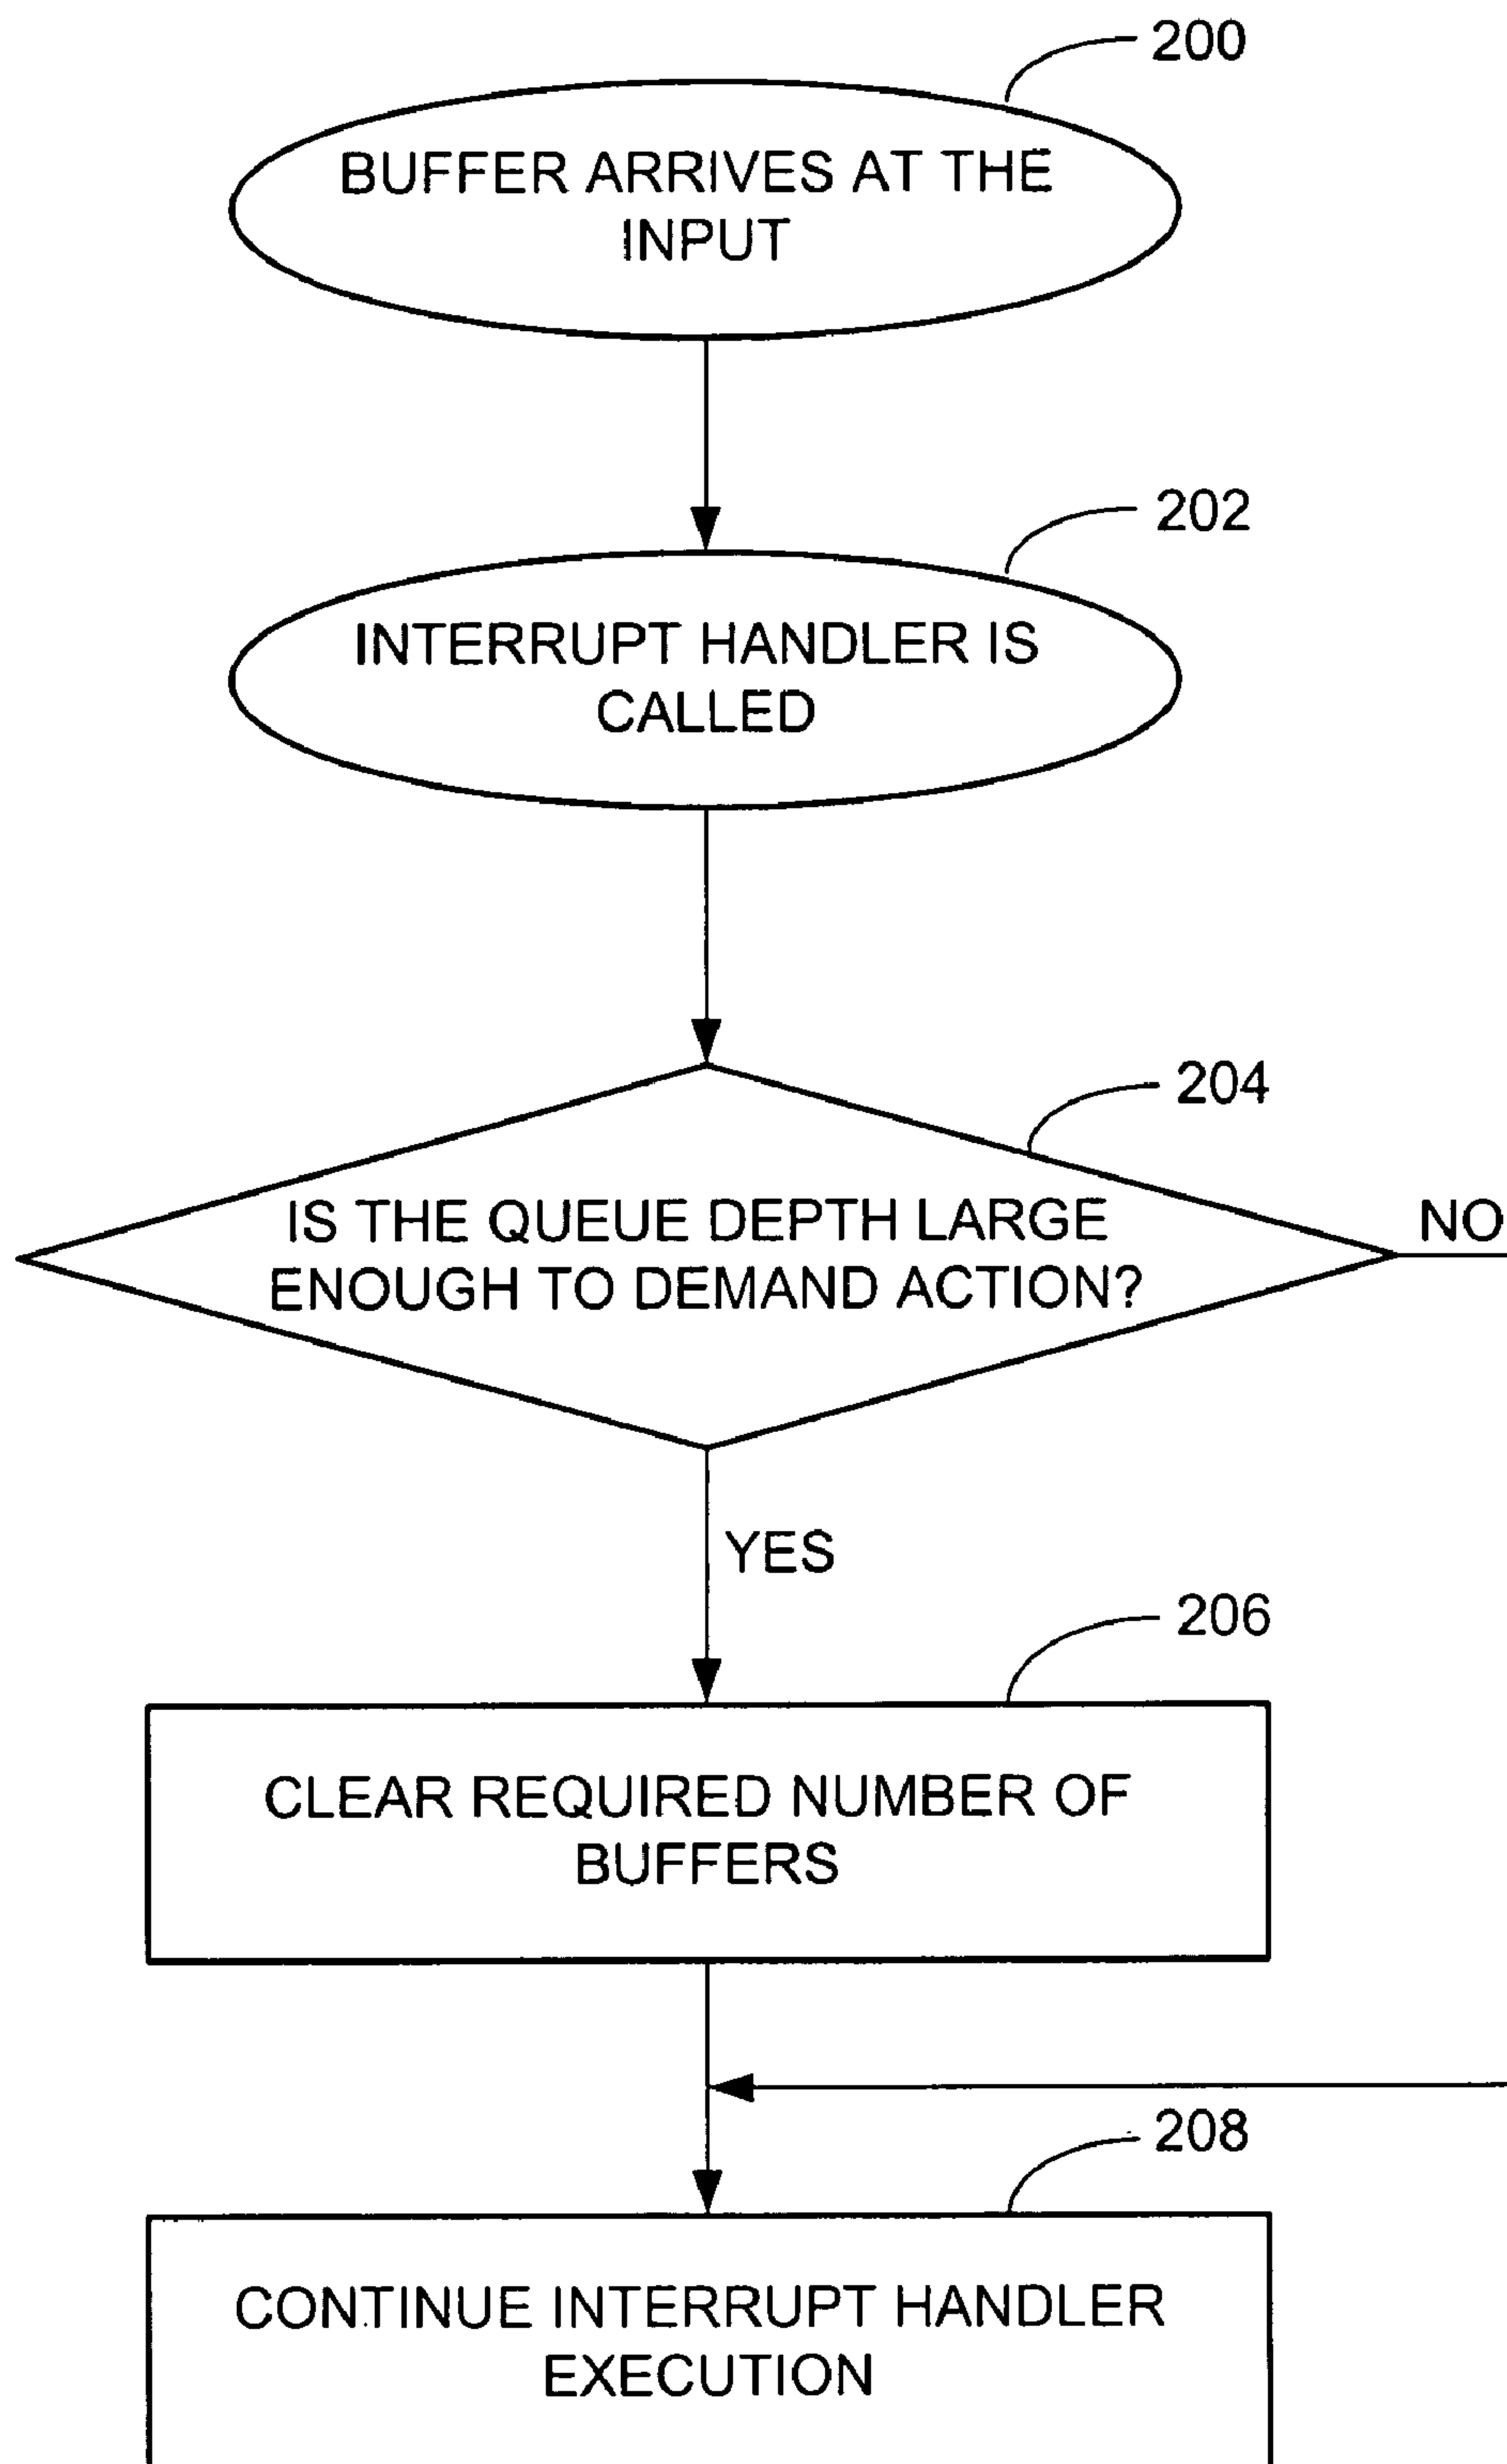 200
BUFFER ARRIVES AT THE
INPUT
202
INTERRUPT HANDLER IS
CALLED
204
IS THE QUEUE DEPTH LARGE
ENOUGH TO DEMAND ACTION?
NO
YES
206
CLEAR REQUIRED NUMBER OF
BUFFERS
208
CONTINUE INTERRUPT HANDLER
EXECUTION